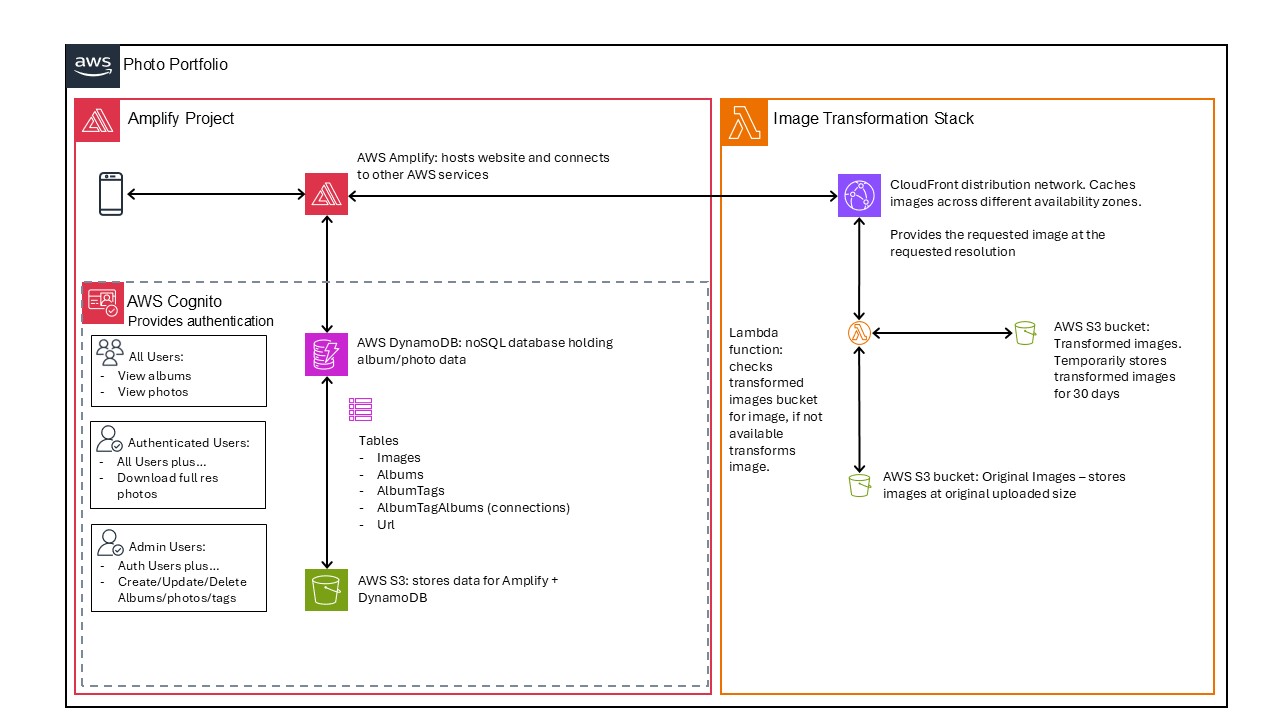 aws
Photo Portfolio
Amplify Project
AWS Amplify: hosts website and connects
to other AWS services
AWS Cognito
Provides authentication
All Users:
- View albums
- View photos
Authenticated Users:
- All Users plus...
- Download full res
photos
Admin Users:
- Auth Users plus...
- Create/Update/Delete
Albums/photos/tags
AWS DynamoDB: noSQL database holding
album/photo data
Tables
- Images
- Albums
- AlbumTags
- AlbumTagAlbums (connections)
- Url
AWS S3: stores data for Amplify +
DynamoDB
Image Transformation Stack
CloudFront distribution network. Caches
images across different availability zones.
Provides the requested image at the
requested resolution
Lambda
function:
checks
transformed
images bucket
for image, if not
available
transforms
image.
AWS S3 bucket:
Transformed images.
Temporarily stores
transformed images
for 30 days
AWS S3 bucket: Original Images – stores
images at original uploaded size